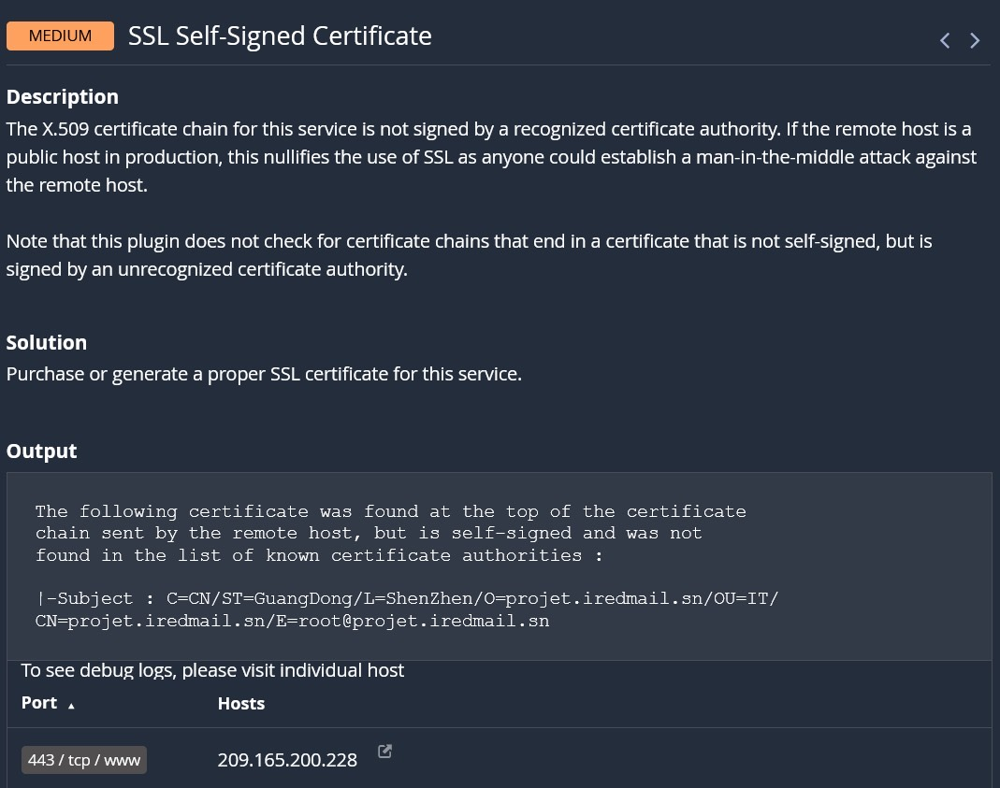 MEDIUM SSL Self-Signed Certificate
Description
The X.509 certificate chain for this service is not signed by a recognized certificate authority. If the remote host is a
public host in production, this nullifies the use of SSL as anyone could establish a man-in-the-middle attack against
the remote host.
Note that this plugin does not check for certificate chains that end in a certificate that is not self-signed, but is
signed by an unrecognized certificate authority.
Solution
Purchase or generate a proper SSL certificate for this service.
Output
The following certificate was found at the top of the certificate
chain sent by the remote host, but is self-signed and was not
found in the list of known certificate authorities :
|-Subject : C=CN/ST=GuangDong/L=ShenZhen/O=projet.iredmail.sn/OU=IT/
CN=projet.iredmail.sn/E=root@projet.iredmail.sn
To see debug logs, please visit individual host
Port ▲ Hosts
443 / tcp / www 209.165.200.228